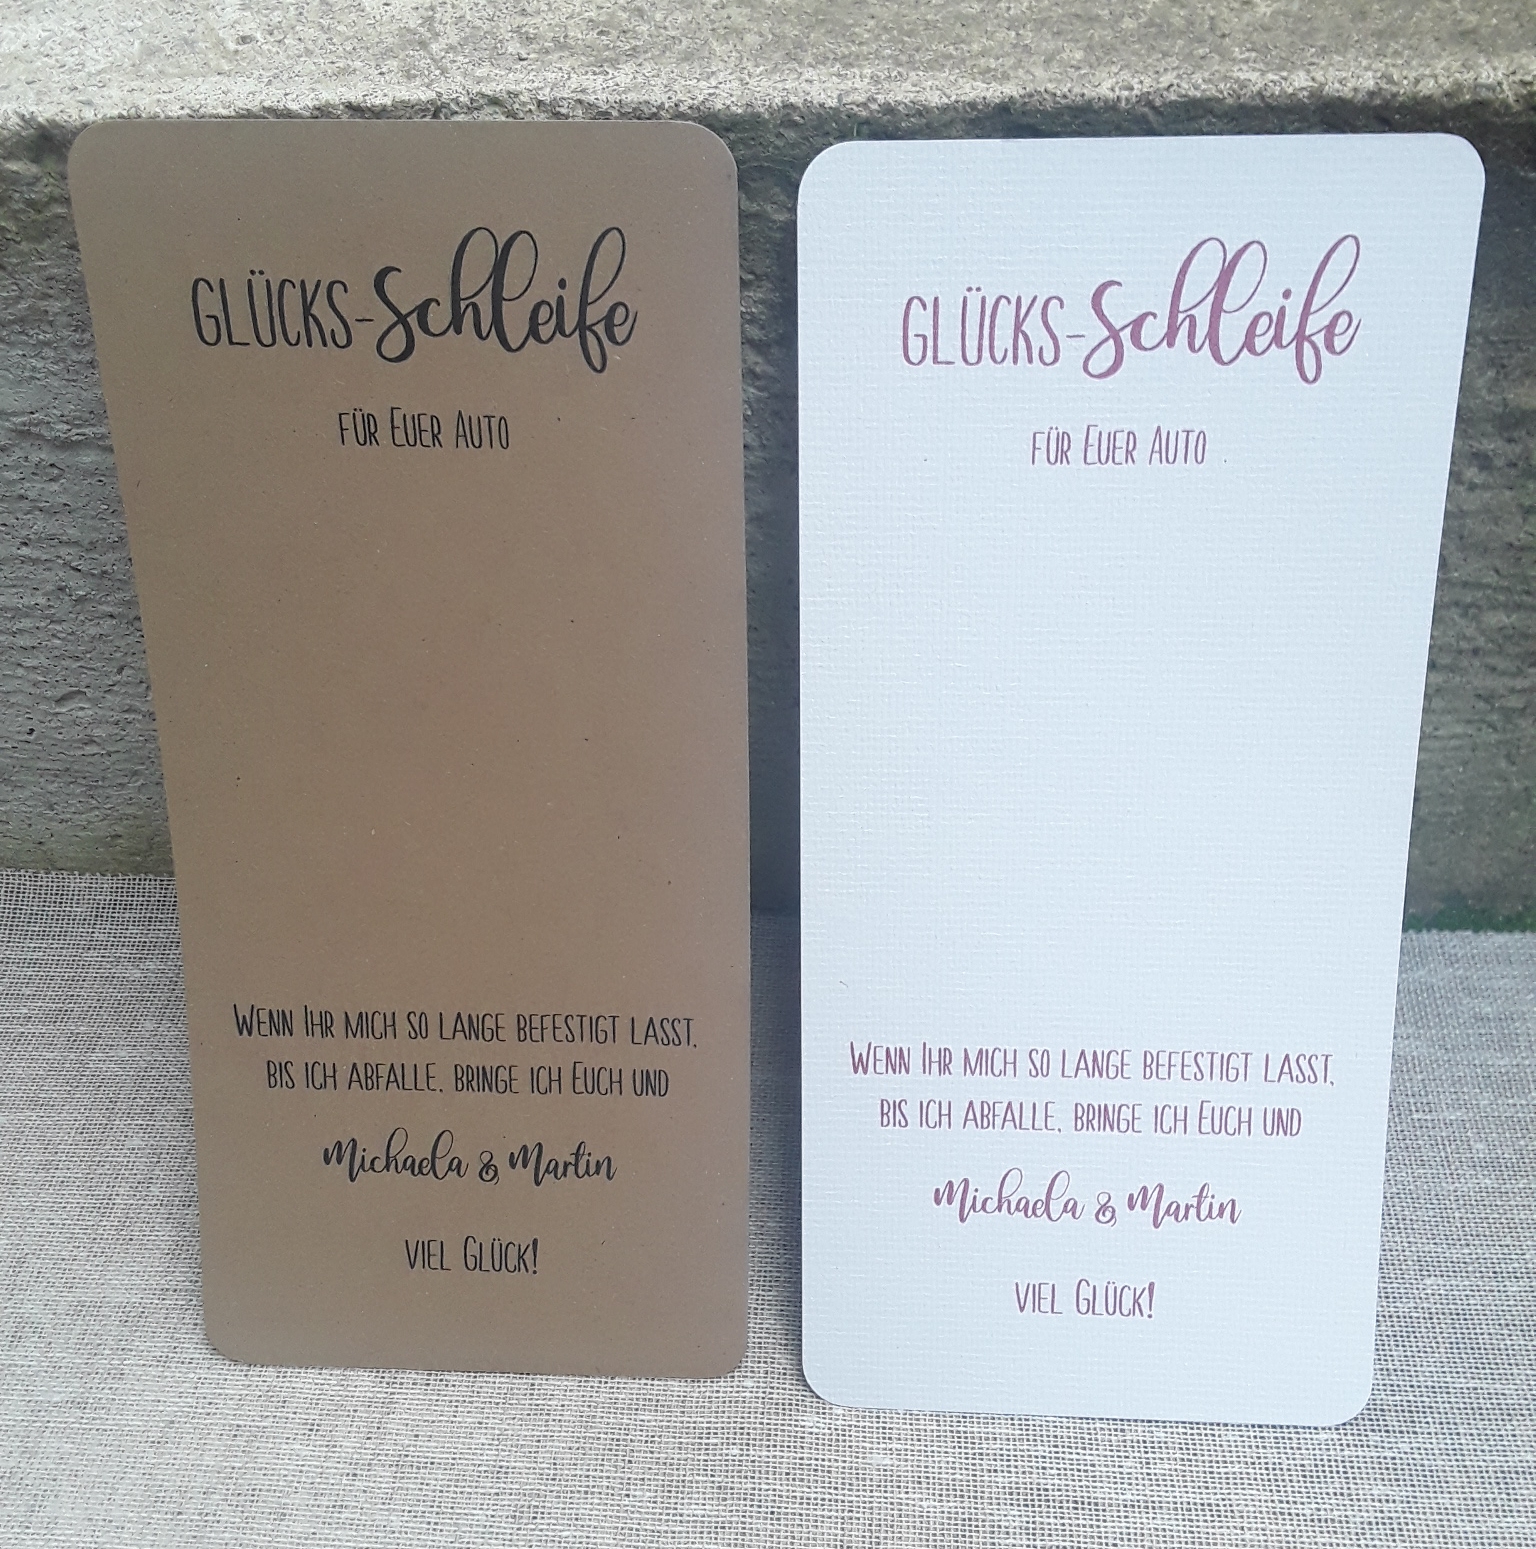 GLÜCKS-Schleife
FÜR EUER AUTO
WENN IHR MICH SO LANGE BEFESTIGT LASST,
BIS ICH ABFALLE, BRINGE ICH EUCH UND
Michaela & Martin
VIEL GLÜCK!
GLÜCKS-Schleife
FÜR EUER AUTO
WENN IHR MICH SO LANGE BEFESTIGT LASST,
BIS ICH ABFALLE, BRINGE ICH EUCH UND
Michaela & Martin
VIEL GLÜCK!